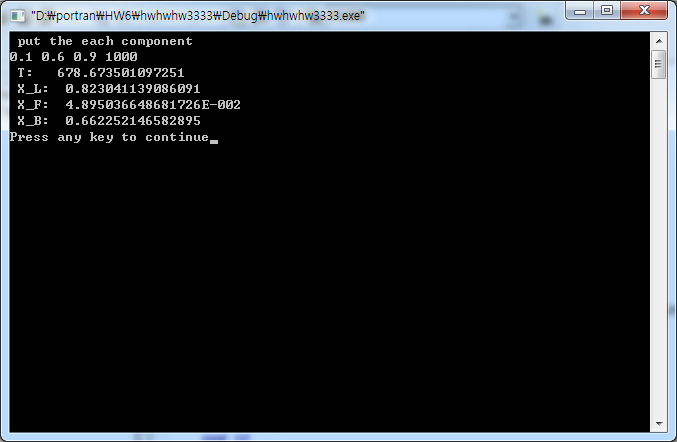 "D:₩portran₩HW6₩hwhwhw3333₩Debug₩hwhwhw3333.exe"
put the each component
0.1 0.6 0.9 1000
T:   678.673501097251
X_L:  0.823041139086091
X_F:  4.895036648681726E-002
X_B:  0.662252146582895
Press any key to continue